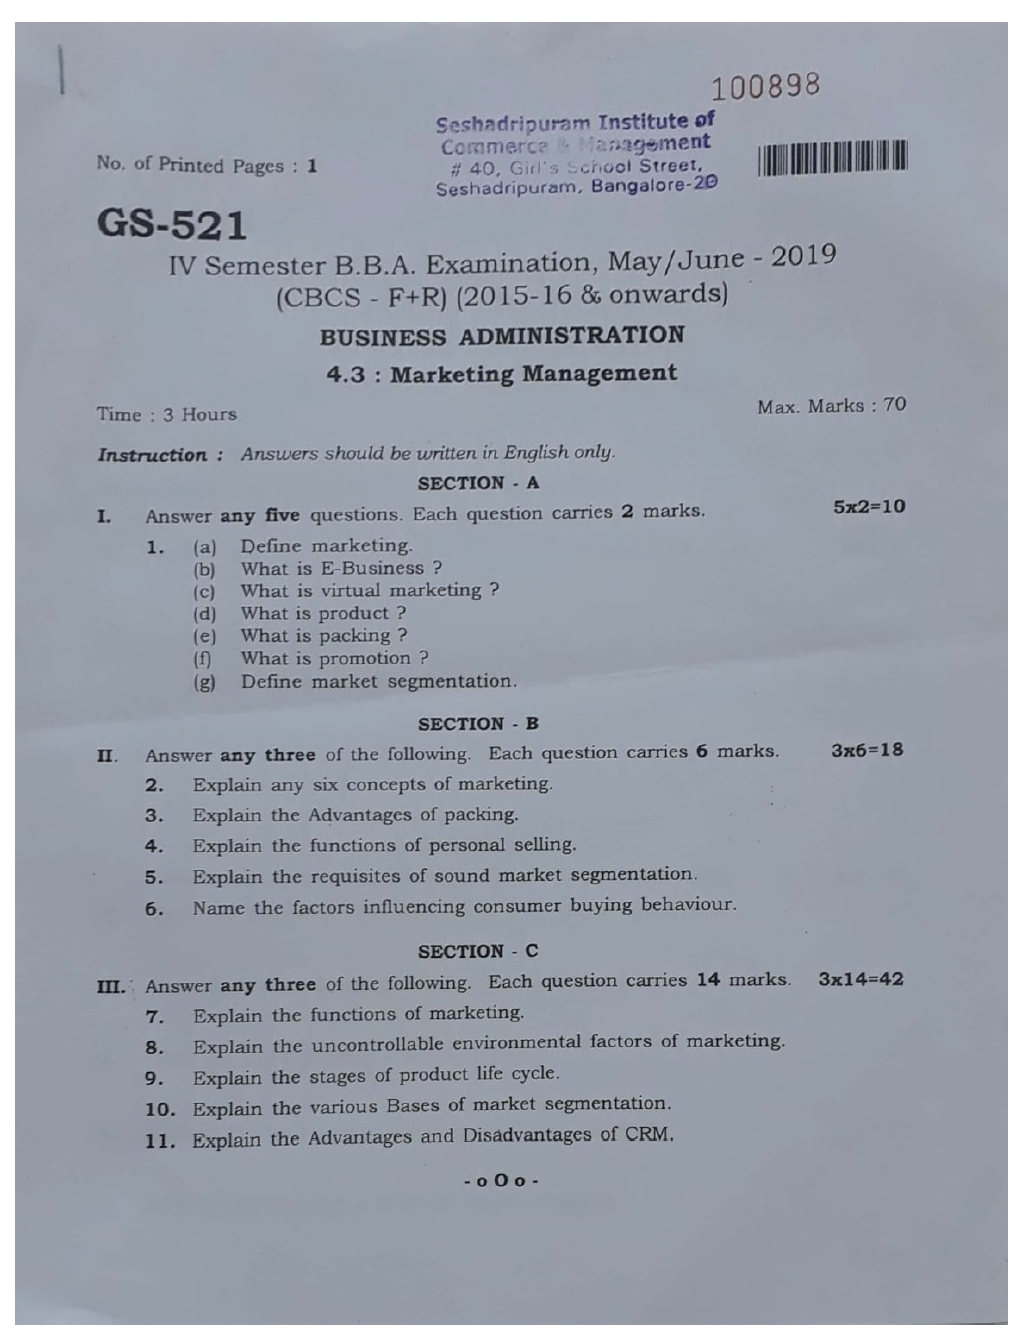 100898
Seshadripuram Institute of
Commerce & Management
# 40, Girl's School Street,
Seshadripuram, Bangalore-20
No. of Printed Pages : 1
GS-521
IV Semester B.B.A. Examination, May/June - 2019
(CBCS - F+R) (2015-16 & onwards)
BUSINESS ADMINISTRATION
4.3 : Marketing Management
Time : 3 Hours Max. Marks : 70
Instruction : Answers should be written in English only.
SECTION - A
I. Answer any five questions. Each question carries 2 marks. 5x2=10
1. (a) Define marketing.
(b) What is E-Business ?
(c) What is virtual marketing ?
(d) What is product ?
(e) What is packing ?
(f) What is promotion ?
(g) Define market segmentation.
SECTION - B
II. Answer any three of the following. Each question carries 6 marks. 3x6=18
2. Explain any six concepts of marketing.
3. Explain the Advantages of packing.
4. Explain the functions of personal selling.
5. Explain the requisites of sound market segmentation.
6. Name the factors influencing consumer buying behaviour.
SECTION - C
III. Answer any three of the following. Each question carries 14 marks. 3x14=42
7. Explain the functions of marketing.
8. Explain the uncontrollable environmental factors of marketing.
9. Explain the stages of product life cycle.
10. Explain the various Bases of market segmentation.
11. Explain the Advantages and Disadvantages of CRM.
- o O o -